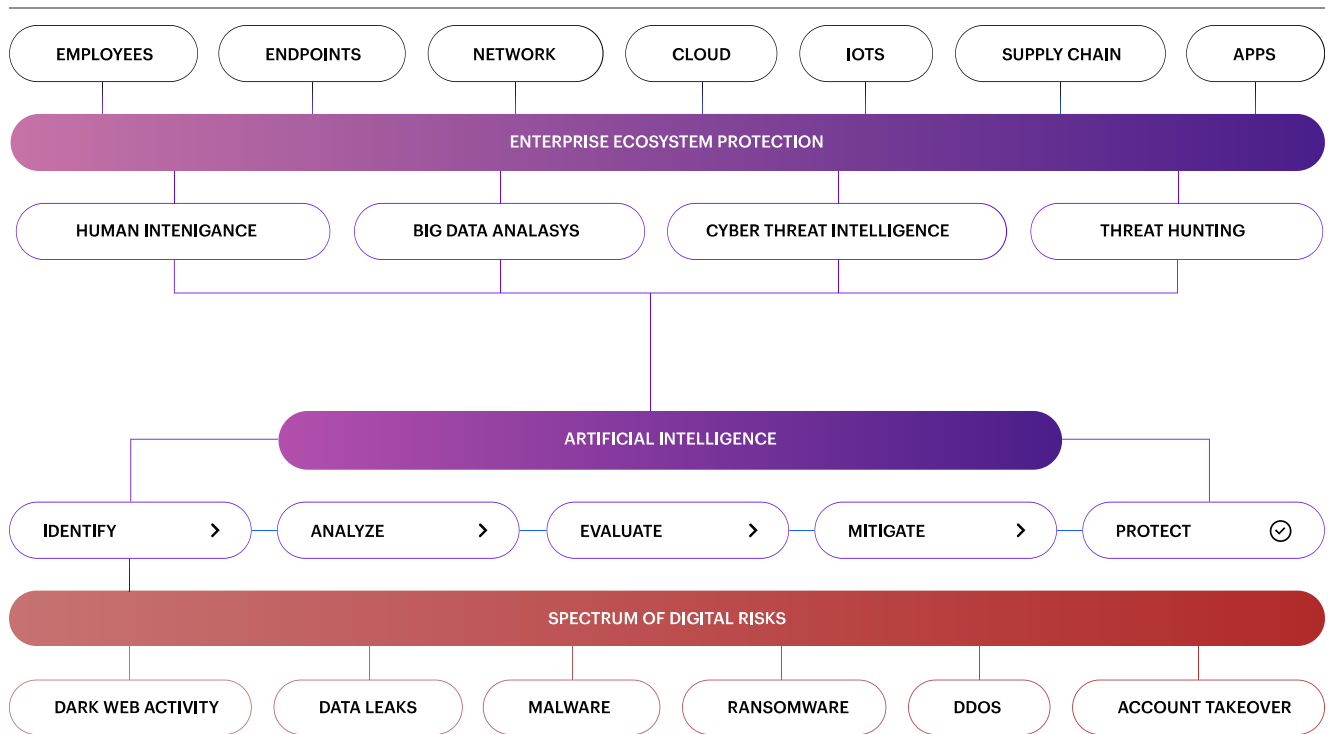 EMPLOYEES
ENDPOINTS
NETWORK
CLOUD
IOTS
SUPPLY CHAIN
APPS
ENTERPRISE ECOSYSTEM PROTECTION
HUMAN INTENIGANCE
BIG DATA ANALASYS
CYBER THREAT INTELLIGENCE
THREAT HUNTING
ARTIFICIAL INTELLIGENCE
IDENTIFY
ANALYZE
EVALUATE
MITIGATE
PROTECT
SPECTRUM OF DIGITAL RISKS
DARK WEB ACTIVITY
DATA LEAKS
MALWARE
RANSOMWARE
DDOS
ACCOUNT TAKEOVER